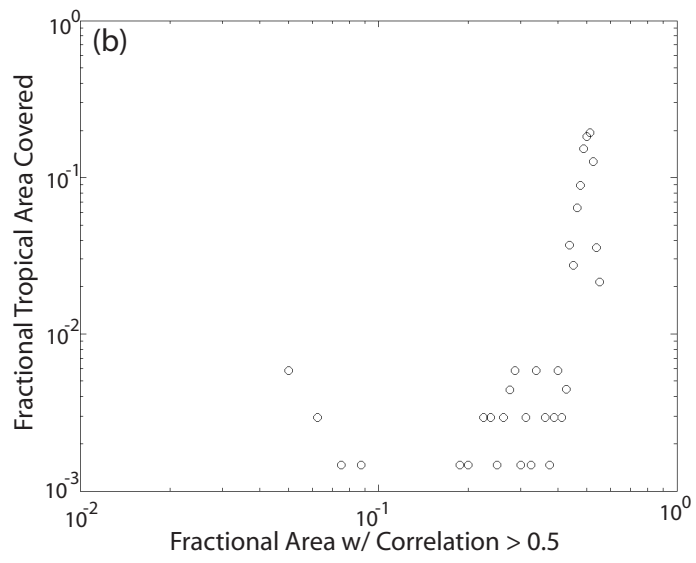 (b)
10^0
10^-1
10^-2
10^-3
Fractional Tropical Area Covered
10^-2
10^-1
10^0
Fractional Area w/ Correlation > 0.5